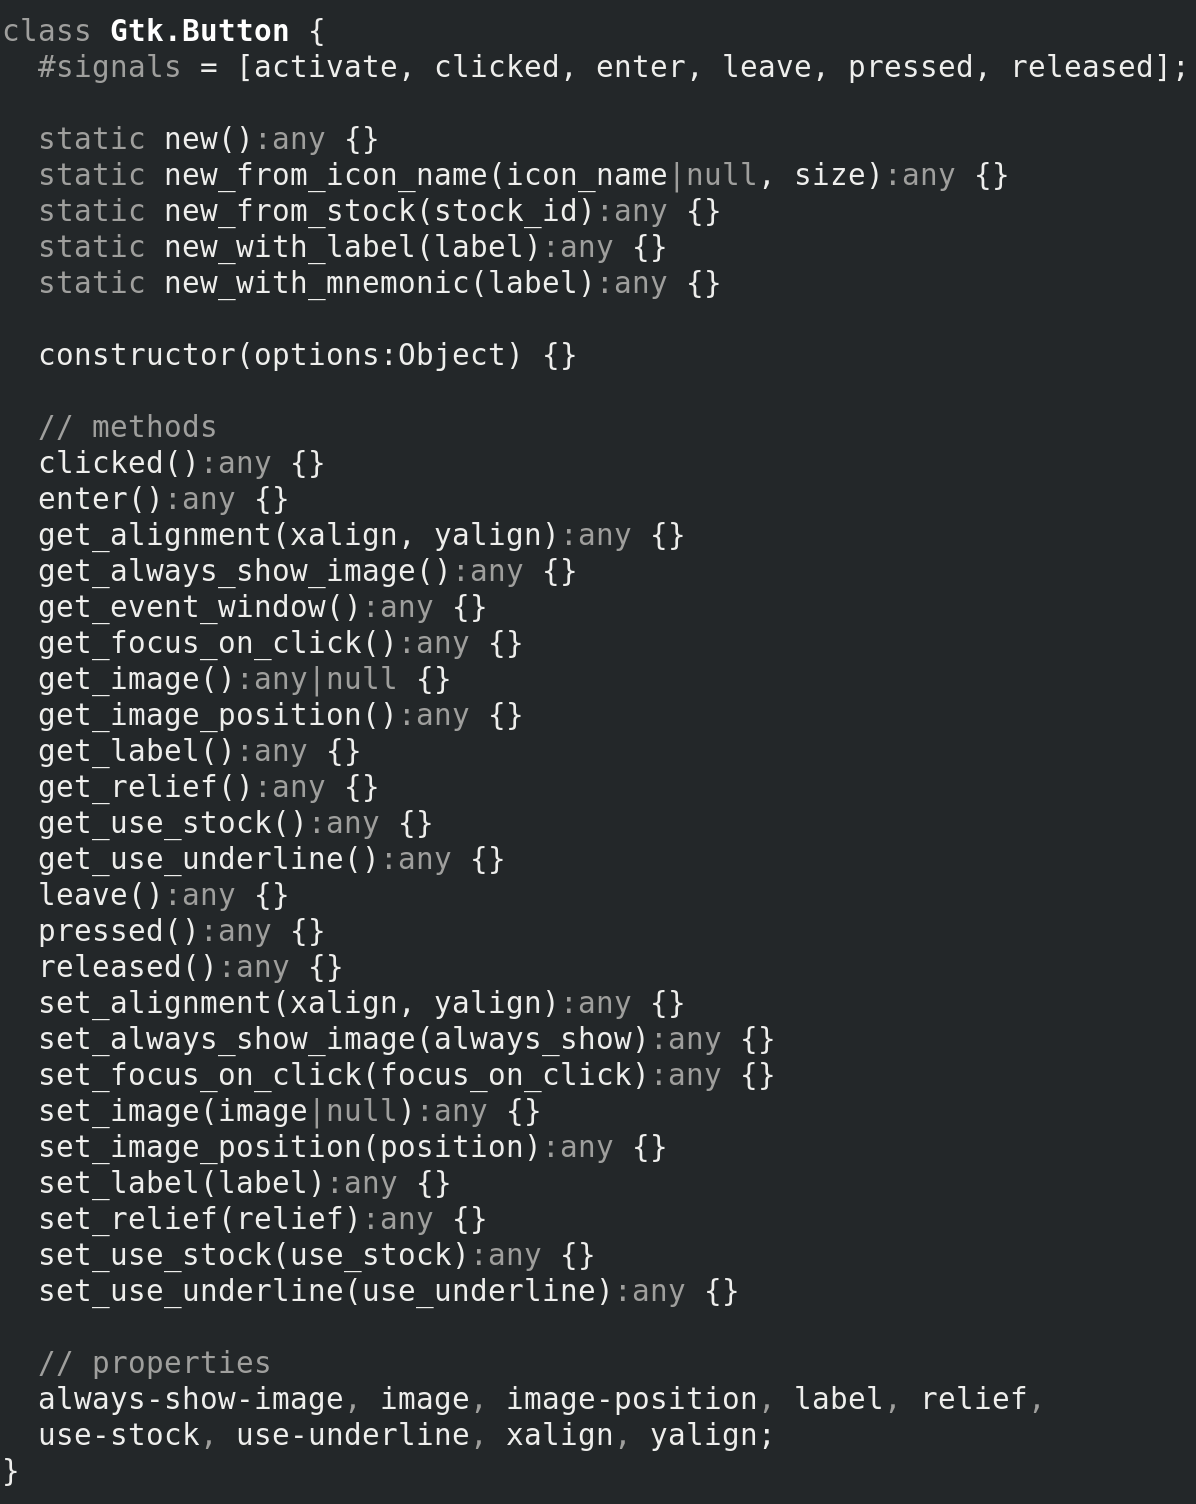 class Gtk.Button {
  #signals = [activate, clicked, enter, leave, pressed, released];

  static new():any {}
  static new_from_icon_name(icon_name|null, size):any {}
  static new_from_stock(stock_id):any {}
  static new_with_label(label):any {}
  static new_with_mnemonic(label):any {}

  constructor(options:Object) {}

  // methods
  clicked():any {}
  enter():any {}
  get_alignment(xalign, yalign):any {}
  get_always_show_image():any {}
  get_event_window():any {}
  get_focus_on_click():any {}
  get_image():any|null {}
  get_image_position():any {}
  get_label():any {}
  get_relief():any {}
  get_use_stock():any {}
  get_use_underline():any {}
  leave():any {}
  pressed():any {}
  released():any {}
  set_alignment(xalign, yalign):any {}
  set_always_show_image(always_show):any {}
  set_focus_on_click(focus_on_click):any {}
  set_image(image|null):any {}
  set_image_position(position):any {}
  set_label(label):any {}
  set_relief(relief):any {}
  set_use_stock(use_stock):any {}
  set_use_underline(use_underline):any {}

  // properties
  always-show-image, image, image-position, label, relief,
  use-stock, use-underline, xalign, yalign;
}